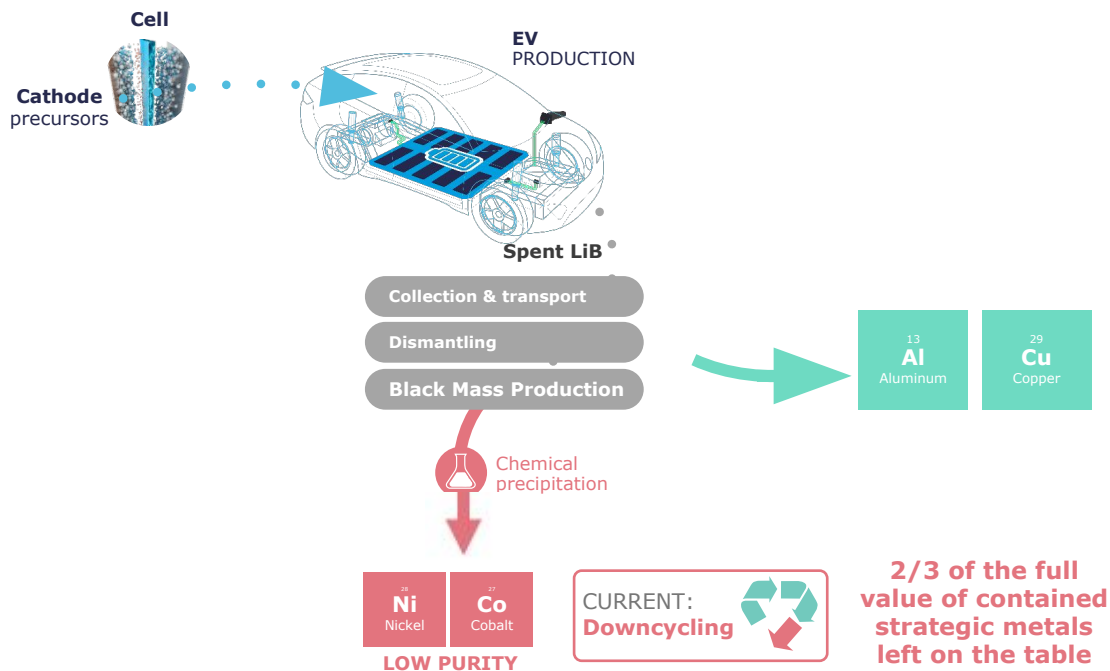 Cell
Cathode
precursors
EV
PRODUCTION
Spent LiB
Collection & transport
Dismantling
Black Mass Production
13
Al
Aluminum
29
Cu
Copper
Chemical
precipitation
28
Ni
Nickel
27
Co
Cobalt
LOW PURITY
CURRENT:
Downcycling
2/3 of the full
value of contained
strategic metals
left on the table